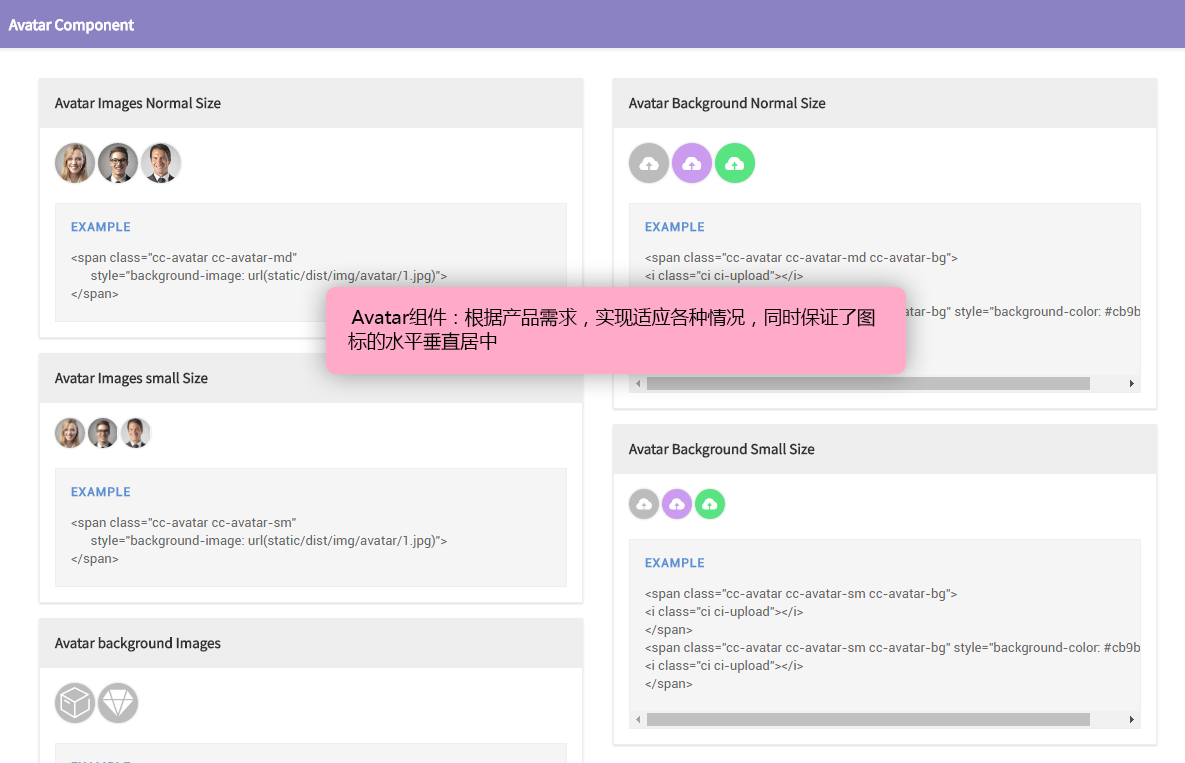 Avatar Component
Avatar Images Normal Size
EXAMPLE
<span class="cc-avatar cc-avatar-md"
style="background-image: url(static/dist/img/avatar/1.jpg)">
</span>
Avatar Images small Size
EXAMPLE
<span class="cc-avatar cc-avatar-sm"
style="background-image: url(static/dist/img/avatar/1.jpg)">
</span>
Avatar background Images
Avatar Background Normal Size
EXAMPLE
<span class="cc-avatar cc-avatar-md cc-avatar-bg">
<i class="ci ci-upload"></i>
atar-bg" style="background-color: #cb9b
Avatar组件：根据产品需求，实现适应各种情况，同时保证了图
标的水平垂直居中
Avatar Background Small Size
EXAMPLE
<span class="cc-avatar cc-avatar-sm cc-avatar-bg">
<i class="ci ci-upload"></i>
</span>
<span class="cc-avatar cc-avatar-sm cc-avatar-bg" style="background-color: #cb9b
<i class="ci ci-upload"></i>
</span>